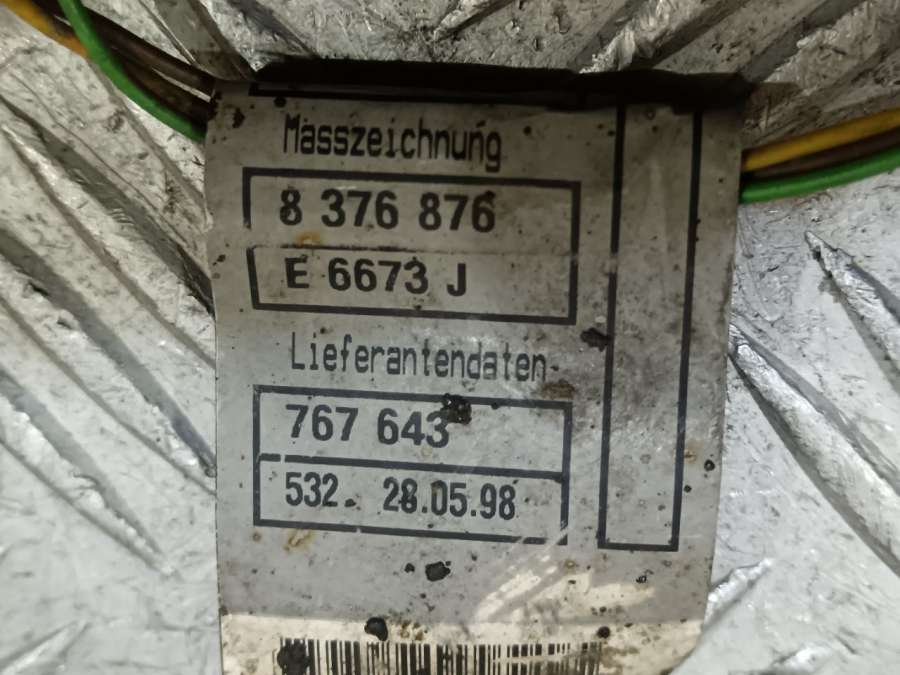 Masszeichnung
8 376 876
E 6673 J
Lieferantendaten
767 643
532. 28.05.98